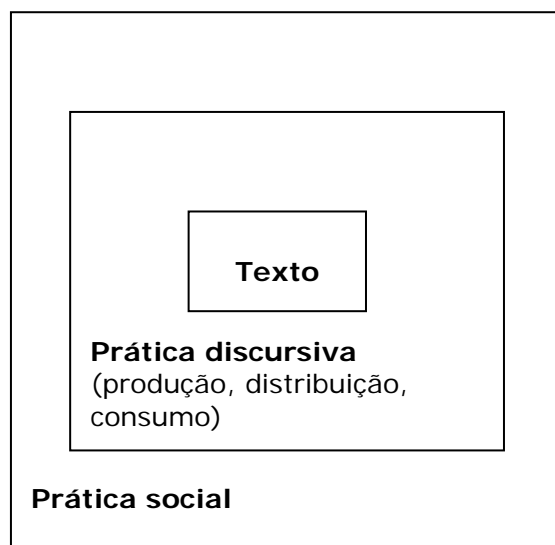 Texto
Prática discursiva
(produção, distribuição,
consumo)
Prática social